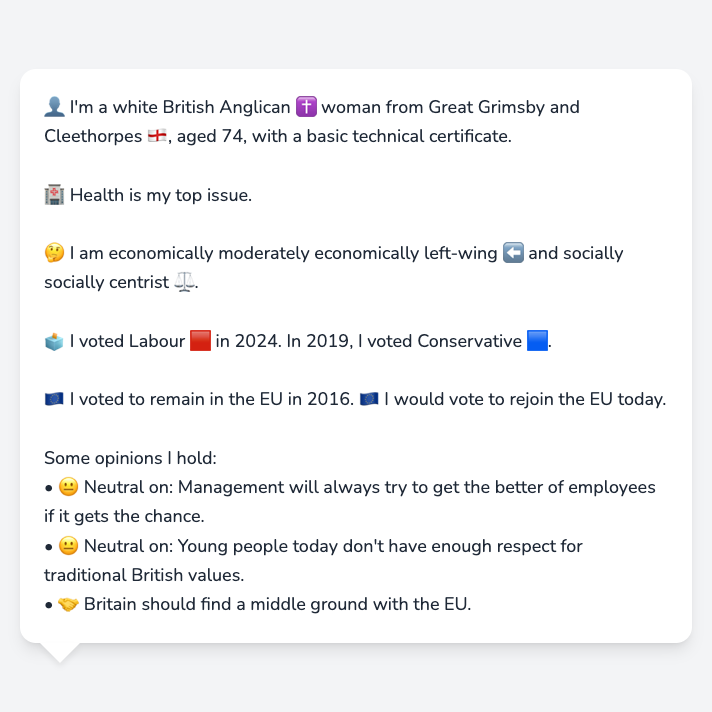 👤 I'm a white British Anglican ✝️ woman from Great Grimsby and
Cleethorpes 🏴󠁧󠁢󠁥󠁮󠁧󠁿, aged 74, with a basic technical certificate.
🏥 Health is my top issue.
🤔 I am economically moderately economically left-wing ⬅️ and socially
socially centrist ⚖️.
🗳️ I voted Labour 🟥 in 2024. In 2019, I voted Conservative 🟦.
🇪🇺 I voted to remain in the EU in 2016. 🇪🇺 I would vote to rejoin the EU today.
Some opinions I hold:
• 😐 Neutral on: Management will always try to get the better of employees
if it gets the chance.
• 😐 Neutral on: Young people today don't have enough respect for
traditional British values.
• 🤝 Britain should find a middle ground with the EU.